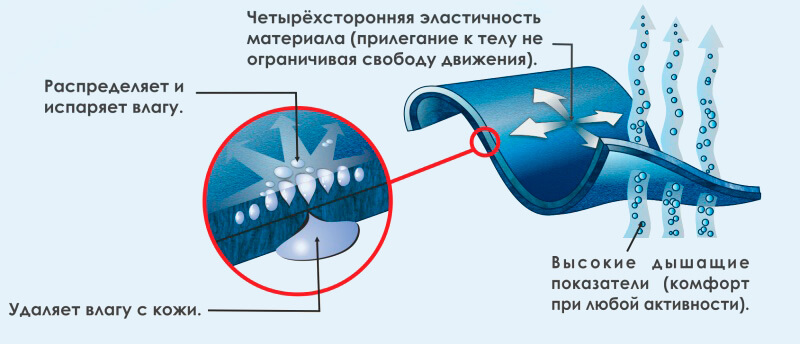 Четырёхсторонняя эластичность
материала (прилегание к телу не
ограничивая свободу движения).
Распределяет и
испаряет влагу.
Удаляет влагу с кожи.
Высокие дышащие
показатели (комфорт
при любой активности).